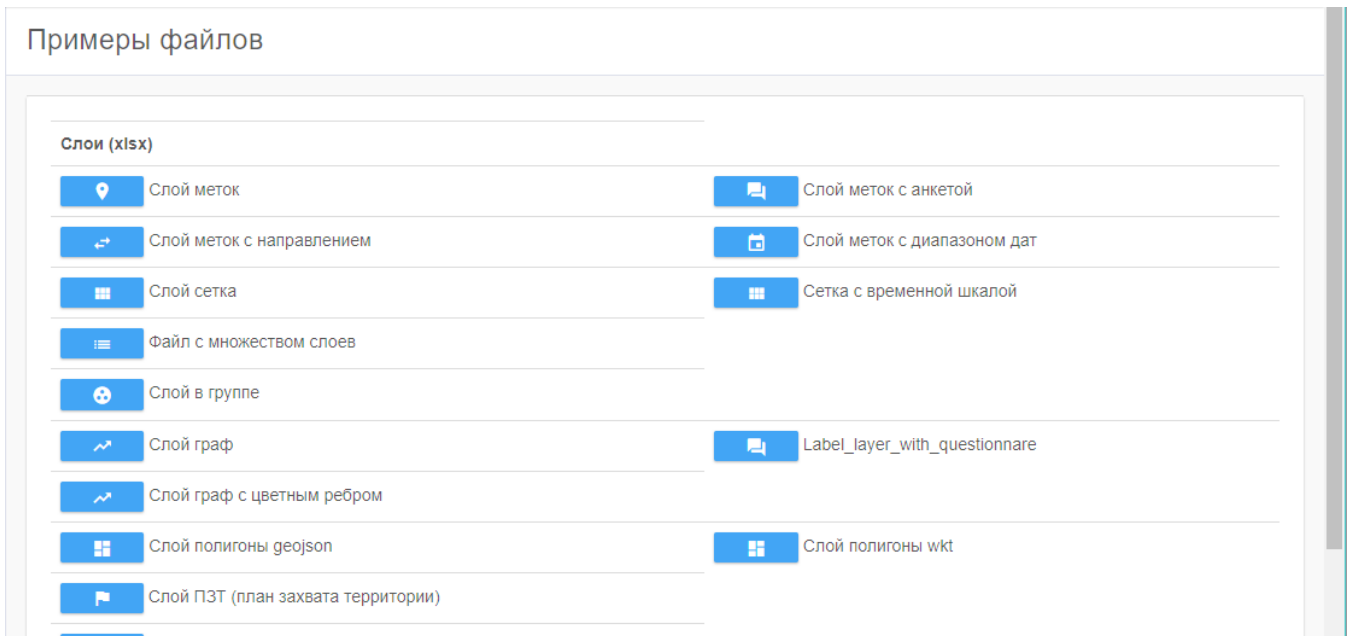 Примеры файлов
Слои (xlsx)
Слой меток
Слой меток с анкетой
Слой меток с направлением
Слой меток с диапазоном дат
Слой сетка
Сетка с временной шкалой
Файл с множеством слоев
Слой в группе
Слой граф
Label_layer_with_questionnare
Слой граф с цветным ребром
Слой полигоны geojson
Слой полигоны wkt
Слой ПЗТ (план захвата территории)